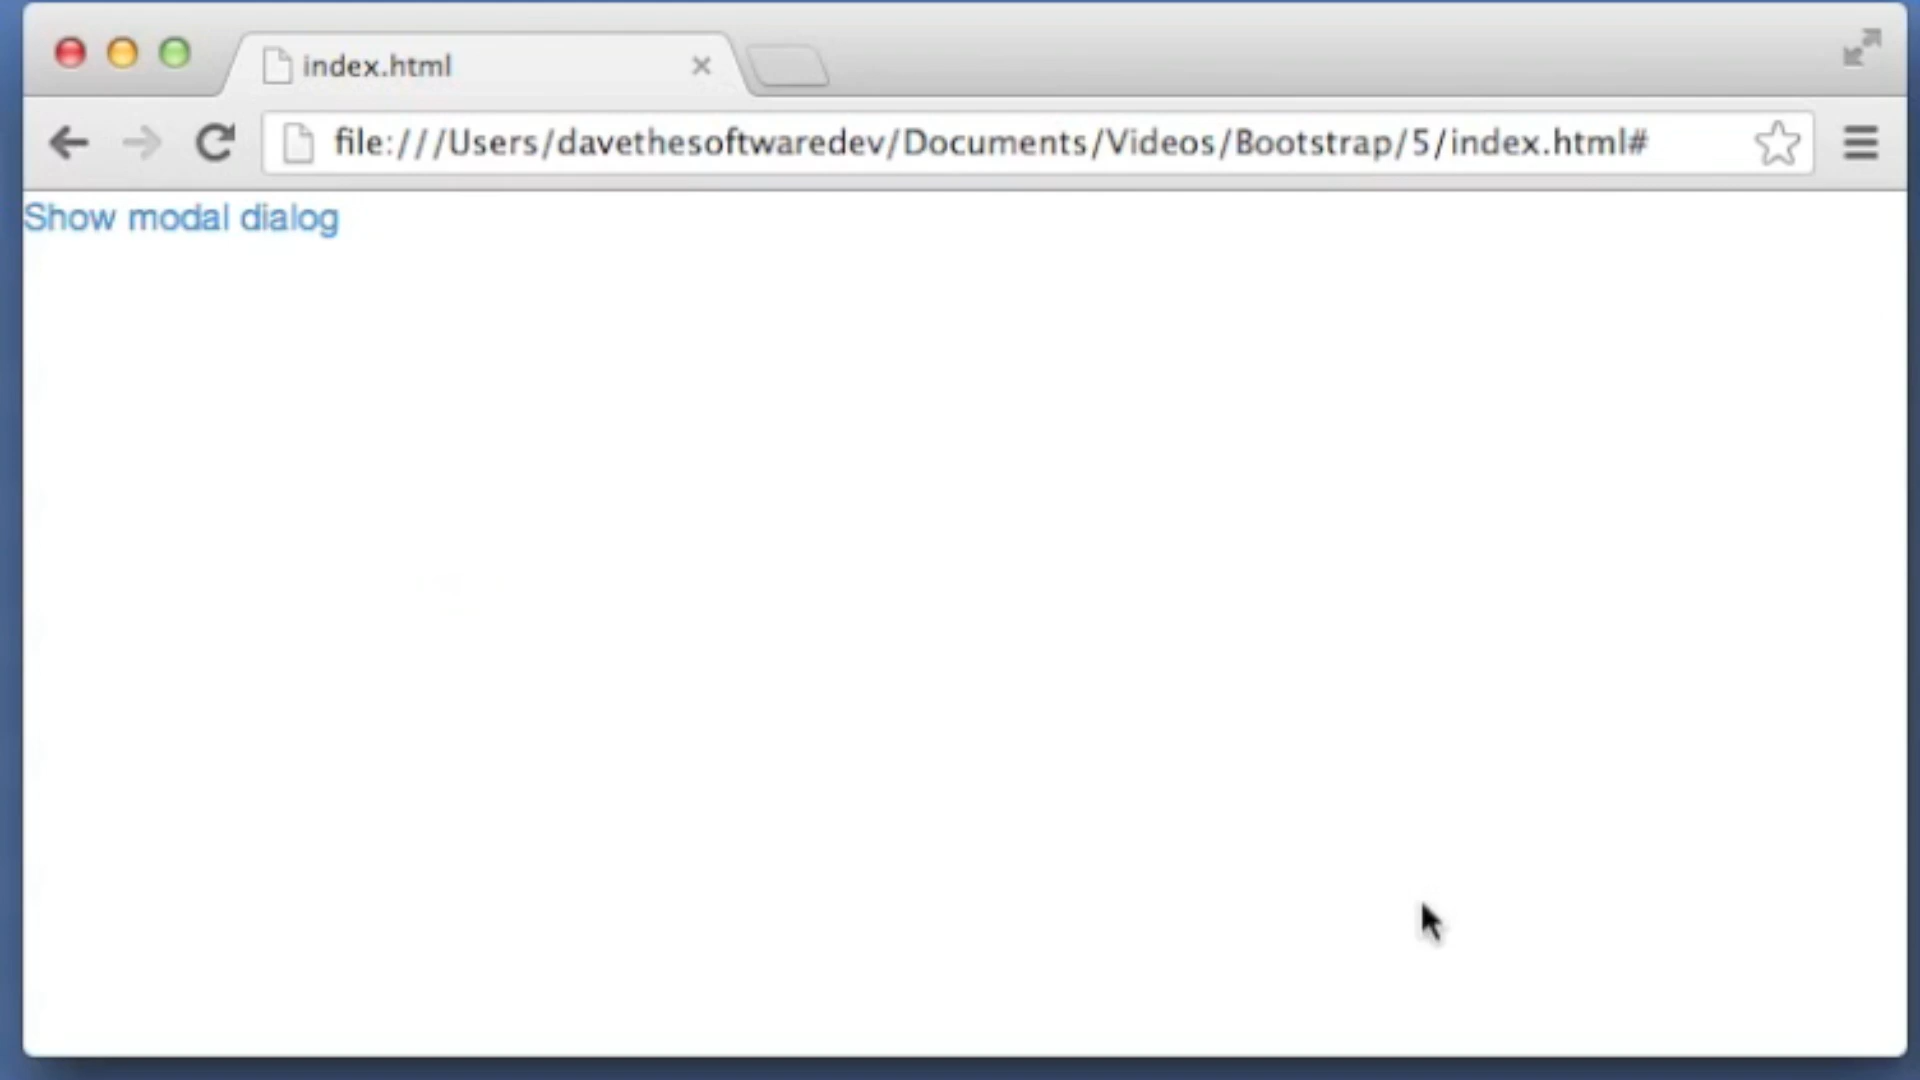 index.html
file:///Users/davethesoftwaredev/Documents/Videos/Bootstrap/5/index.html#
Show modal dialog